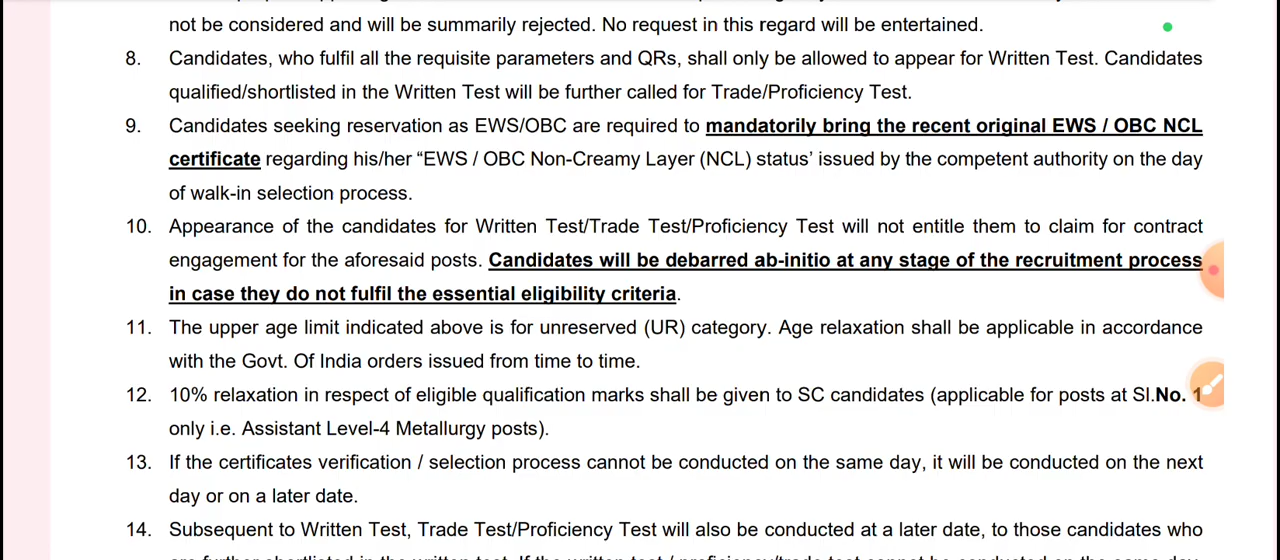 not be considered and will be summarily rejected. No request in this regard will be entertained.
8. Candidates, who fulfil all the requisite parameters and QRs, shall only be allowed to appear for Written Test. Candidates
qualified/shortlisted in the Written Test will be further called for Trade/Proficiency Test.
9. Candidates seeking reservation as EWS/OBC are required to mandatorily bring the recent original EWS / OBC NCL
certificate regarding his/her “EWS / OBC Non-Creamy Layer (NCL) status’ issued by the competent authority on the day
of walk-in selection process.
10. Appearance of the candidates for Written Test/Trade Test/Proficiency Test will not entitle them to claim for contract
engagement for the aforesaid posts. Candidates will be debarred ab-initio at any stage of the recruitment process
in case they do not fulfil the essential eligibility criteria.
11. The upper age limit indicated above is for unreserved (UR) category. Age relaxation shall be applicable in accordance
with the Govt. Of India orders issued from time to time.
12. 10% relaxation in respect of eligible qualification marks shall be given to SC candidates (applicable for posts at Sl.No. 1
only i.e. Assistant Level-4 Metallurgy posts).
13. If the certificates verification / selection process cannot be conducted on the same day, it will be conducted on the next
day or on a later date.
14. Subsequent to Written Test, Trade Test/Proficiency Test will also be conducted at a later date, to those candidates who